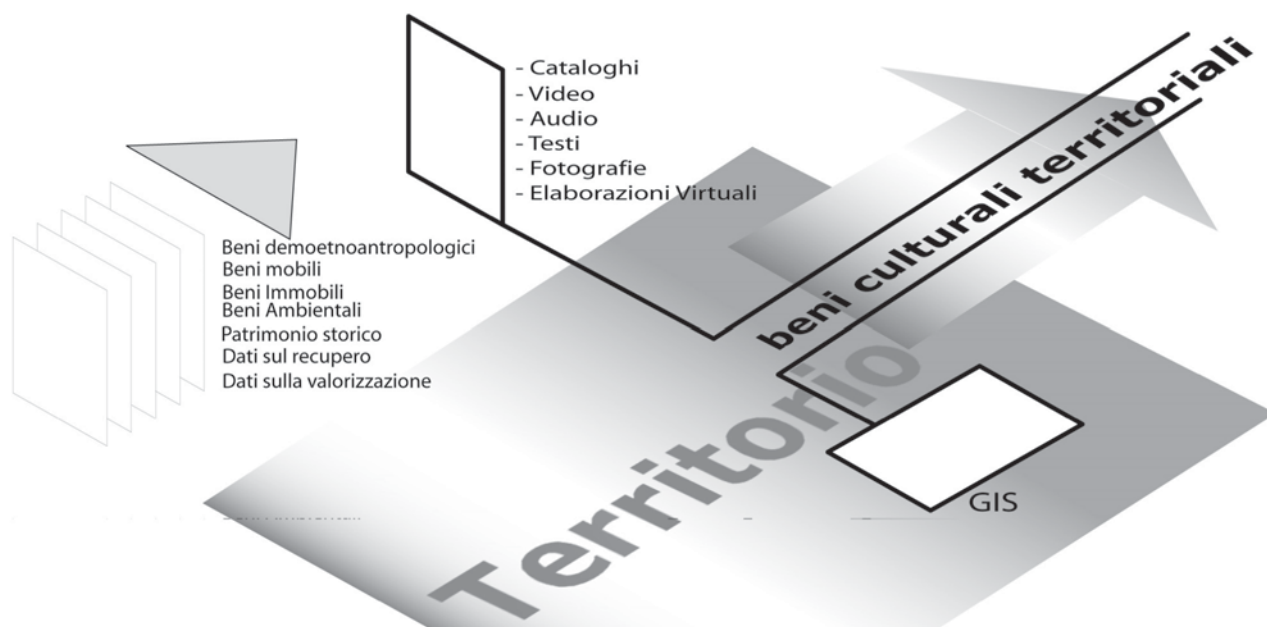 - Cataloghi
- Video
- Audio
- Testi
- Fotografie
- Elaborazioni Virtuali
Beni demoetnoantropologici
Beni mobili
Beni Immobili
Beni Ambientali
Patrimonio storico
Dati sul recupero
Dati sulla valorizzazione
beni culturali territoriali
Territorio
GIS